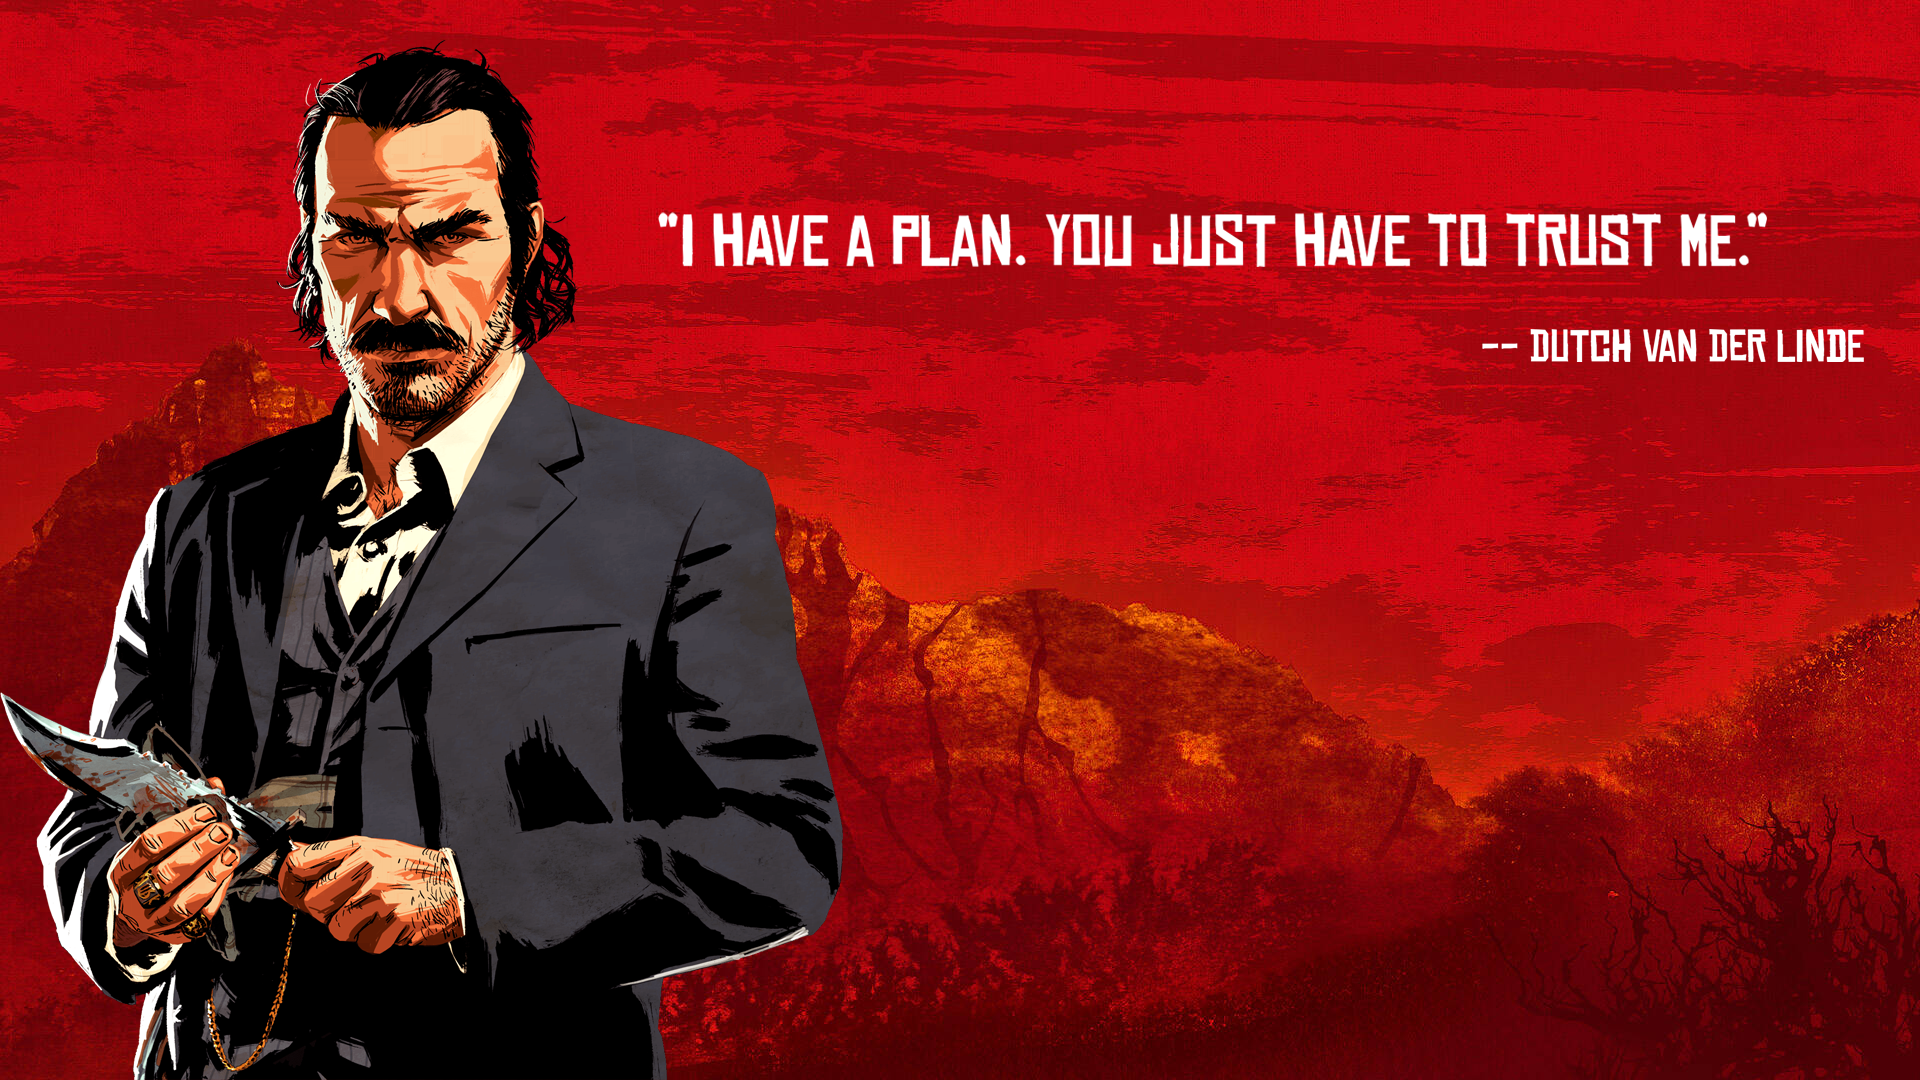 "I HAVE A PLAN. YOU JUST HAVE TO TRUST ME."
-- DUTCH VAN DER LINDE